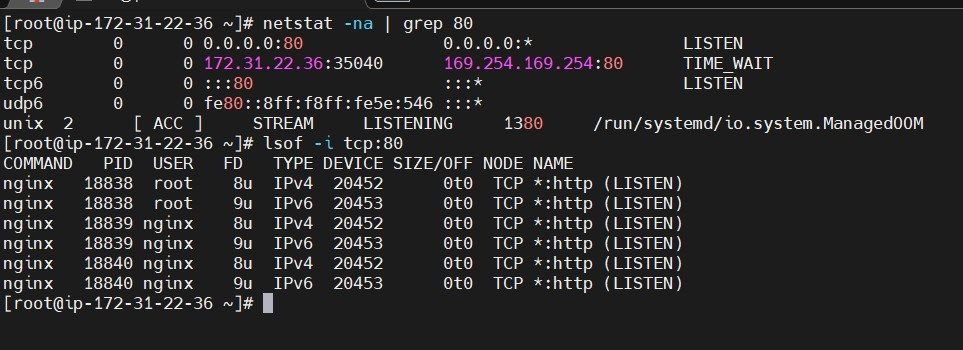 [root@ip-172-31-22-36 ~]# netstat -na | grep 80
tcp        0      0 0.0.0.0:80              0.0.0.0:*               LISTEN
tcp        0      0 172.31.22.36:35040      169.254.169.254:80      TIME_WAIT
tcp6       0      0 :::80                   :::*                    LISTEN
udp6       0      0 fe80::8ff:f8ff:fe5e:546 :::*
unix  2      [ ACC ]     STREAM     LISTENING     1380     /run/systemd/io.system.ManagedOOM
[root@ip-172-31-22-36 ~]# lsof -i tcp:80
COMMAND   PID  USER   FD   TYPE DEVICE SIZE/OFF NODE NAME
nginx   18838  root    8u  IPv4  20452      0t0  TCP *:http (LISTEN)
nginx   18838  root    9u  IPv6  20453      0t0  TCP *:http (LISTEN)
nginx   18839 nginx    8u  IPv4  20452      0t0  TCP *:http (LISTEN)
nginx   18839 nginx    9u  IPv6  20453      0t0  TCP *:http (LISTEN)
nginx   18840 nginx    8u  IPv4  20452      0t0  TCP *:http (LISTEN)
nginx   18840 nginx    9u  IPv6  20453      0t0  TCP *:http (LISTEN)
[root@ip-172-31-22-36 ~]#